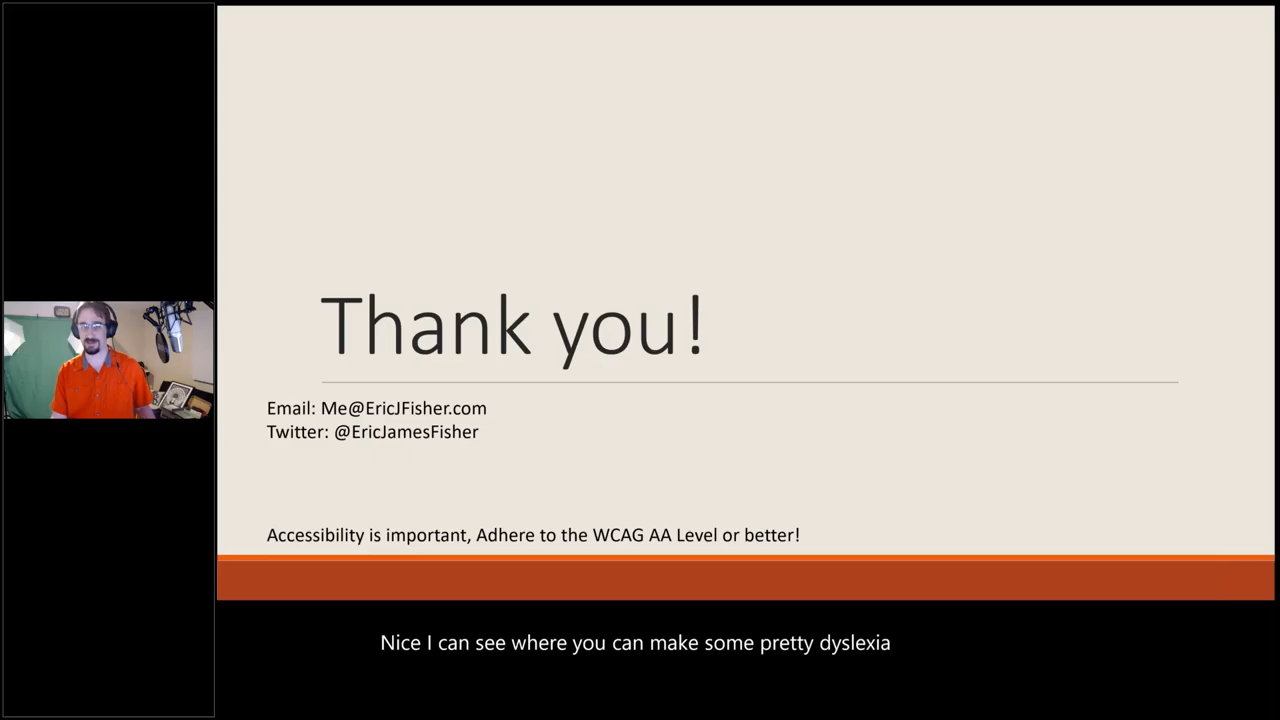 Thank you!
Email: Me@EricJFisher.com
Twitter: @EricJamesFisher
Accessibility is important, Adhere to the WCAG AA Level or better!
Nice I can see where you can make some pretty dyslexia